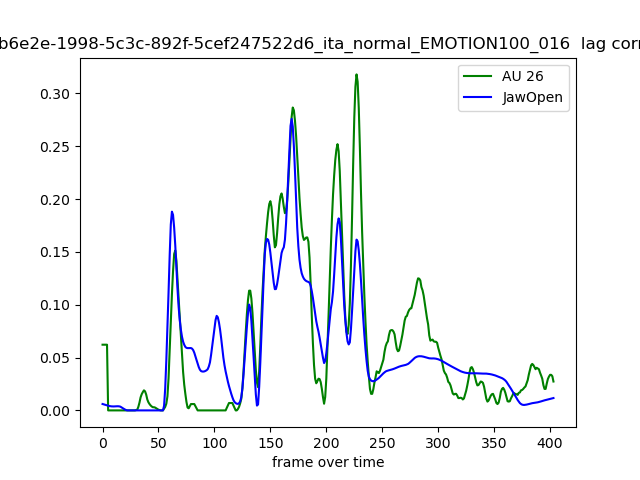 b6e2e-1998-5c3c-892f-5cef247522d6_ita_normal_EMOTION100_016 lag corr
AU 26
JawOpen
0.30
0.25
0.20
0.15
0.10
0.05
0.00
0 50 100 150 200 250 300 350 400
frame over time